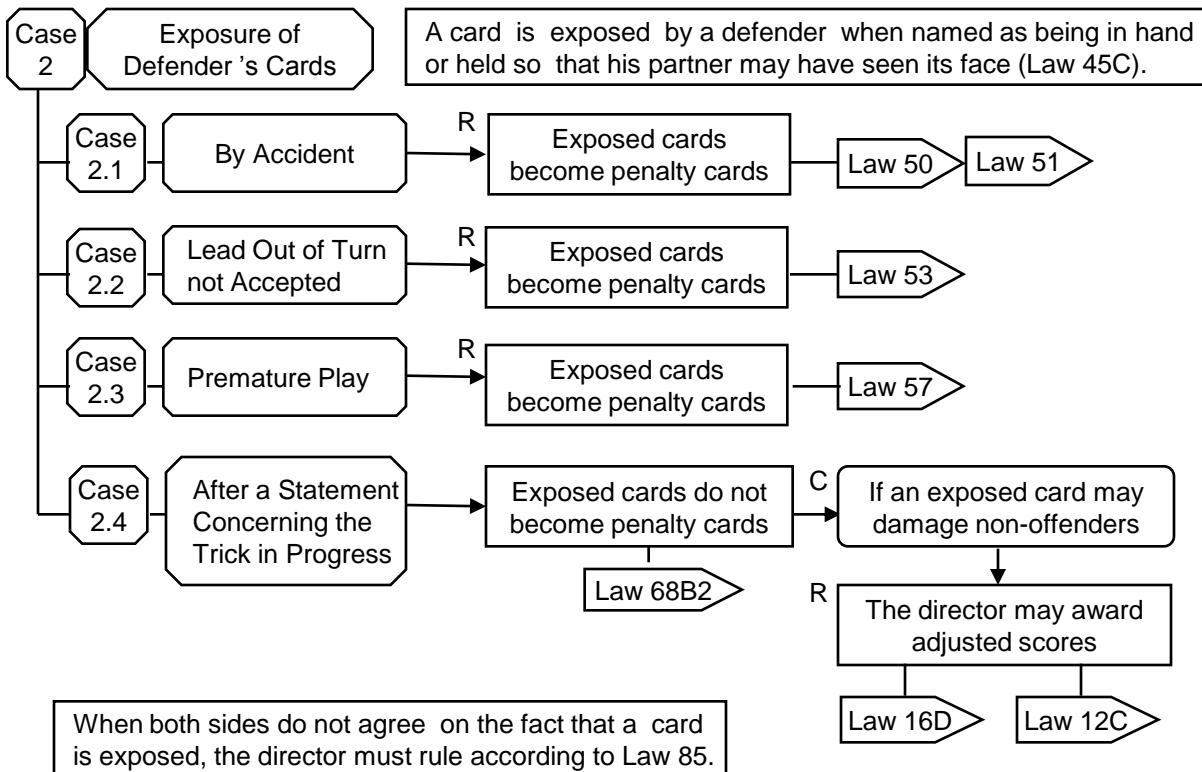 Case
2
Exposure of
Defender 's Cards
A card is exposed by a defender when named as being in hand
or held so that his partner may have seen its face (Law 45C).
Case
2.1
By Accident
R
Exposed cards
become penalty cards
Law 50
Law 51
Case
2.2
Lead Out of Turn
not Accepted
R
Exposed cards
become penalty cards
Law 53
Case
2.3
Premature Play
R
Exposed cards
become penalty cards
Law 57
Case
2.4
After a Statement
Concerning the
Trick in Progress
Exposed cards do not
become penalty cards
Law 68B2
C
If an exposed card may
damage non-offenders
R
The director may award
adjusted scores
Law 16D
Law 12C
When both sides do not agree on the fact that a card
is exposed, the director must rule according to Law 85.